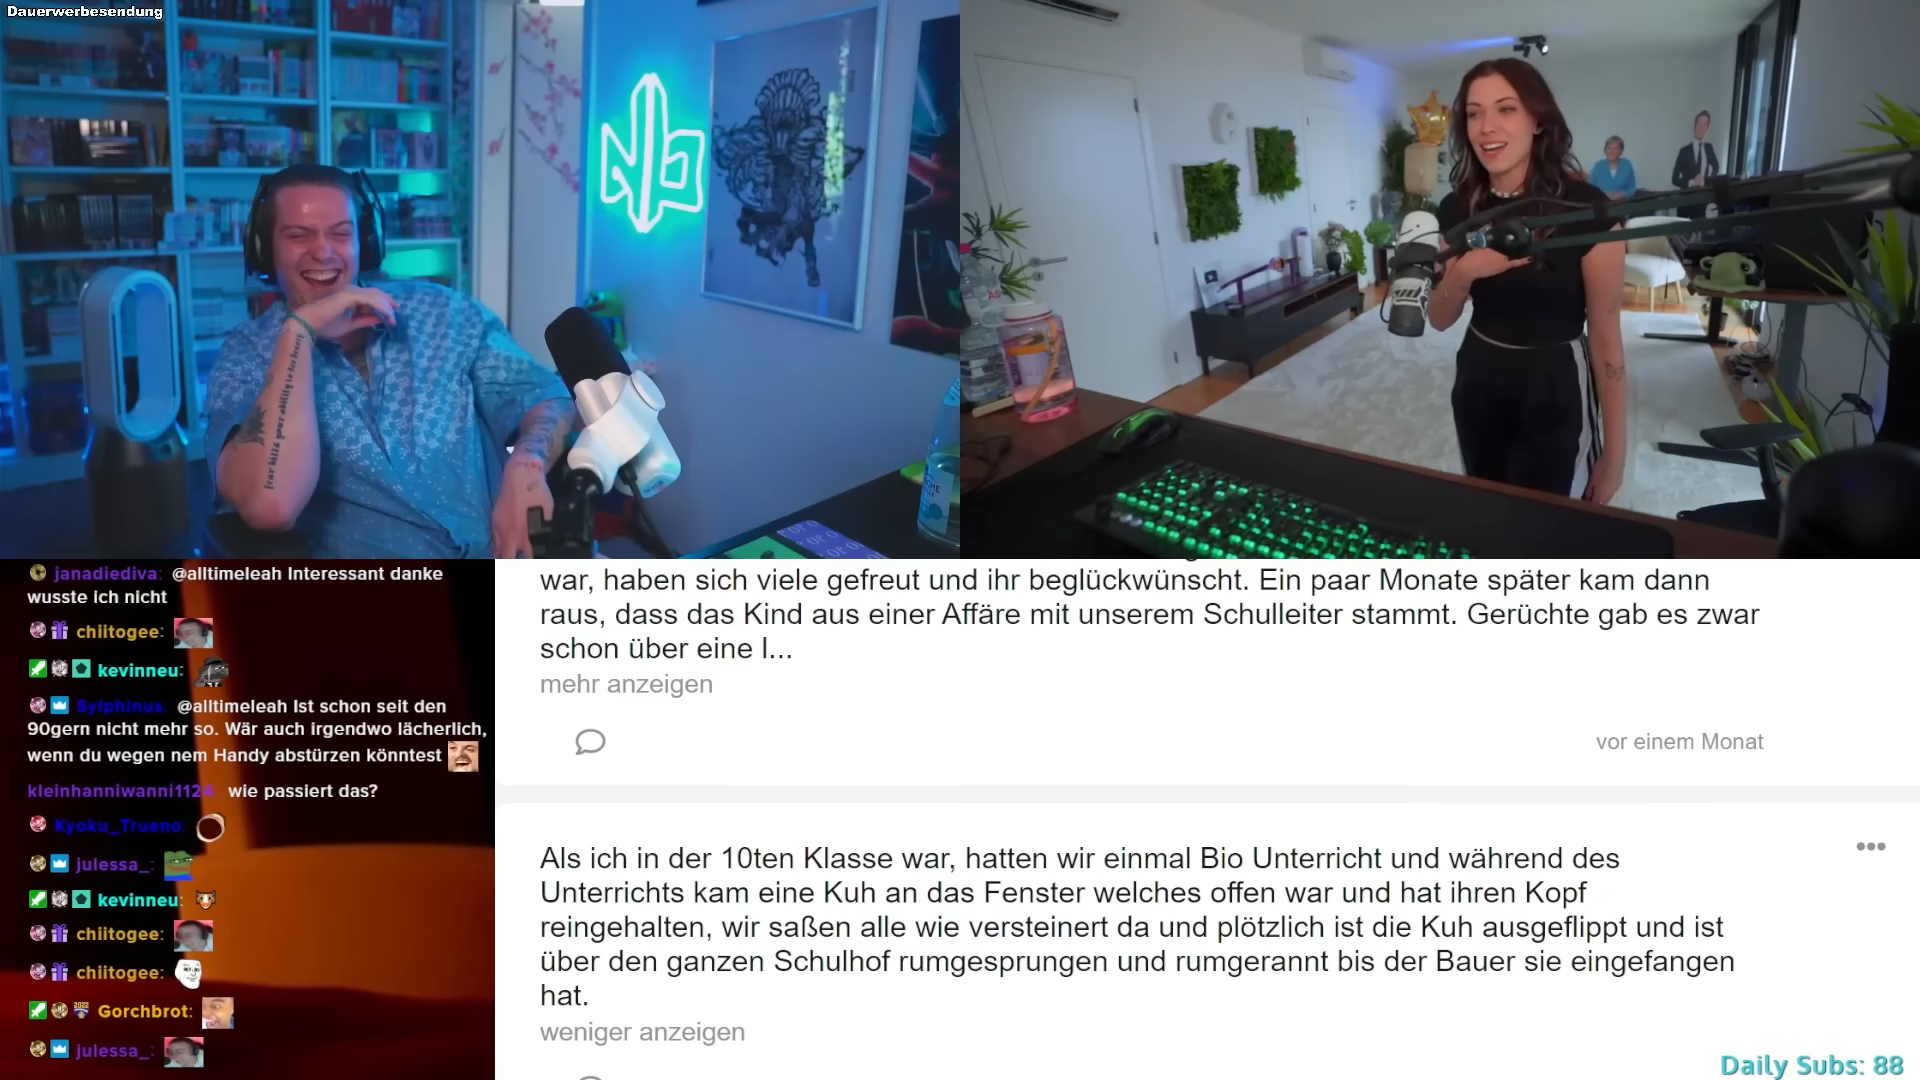 Dauerwerbesendung
janadiediva: @alltimeleah Interessant danke
wusste ich nicht
chiitogee:
kevinneu:
Sylphinus @alltimeleah Ist schon seit den
90gern nicht mehr so. Wär auch irgendwo lächerlich,
wenn du wegen nem Handy abstürzen könntest
kleinhanniwanni1124: wie passiert das?
Kyoku_Trueno
julessa_:
kevinneu:
chiitogee:
chiitogee:
Gorchbrot:
julessa_:
war, haben sich viele gefreut und ihr beglückwünscht. Ein paar Monate später kam dann
raus, dass das Kind aus einer Affäre mit unserem Schulleiter stammt. Gerüchte gab es zwar
schon über eine l...
mehr anzeigen
vor einem Monat
Als ich in der 10ten Klasse war, hatten wir einmal Bio Unterricht und während des
Unterrichts kam eine Kuh an das Fenster welches offen war und hat ihren Kopf
reingehalten, wir saßen alle wie versteinert da und plötzlich ist die Kuh ausgeflippt und ist
über den ganzen Schulhof rumgesprungen und rumgerannt bis der Bauer sie eingefangen
hat.
weniger anzeigen
Daily Subs: 88